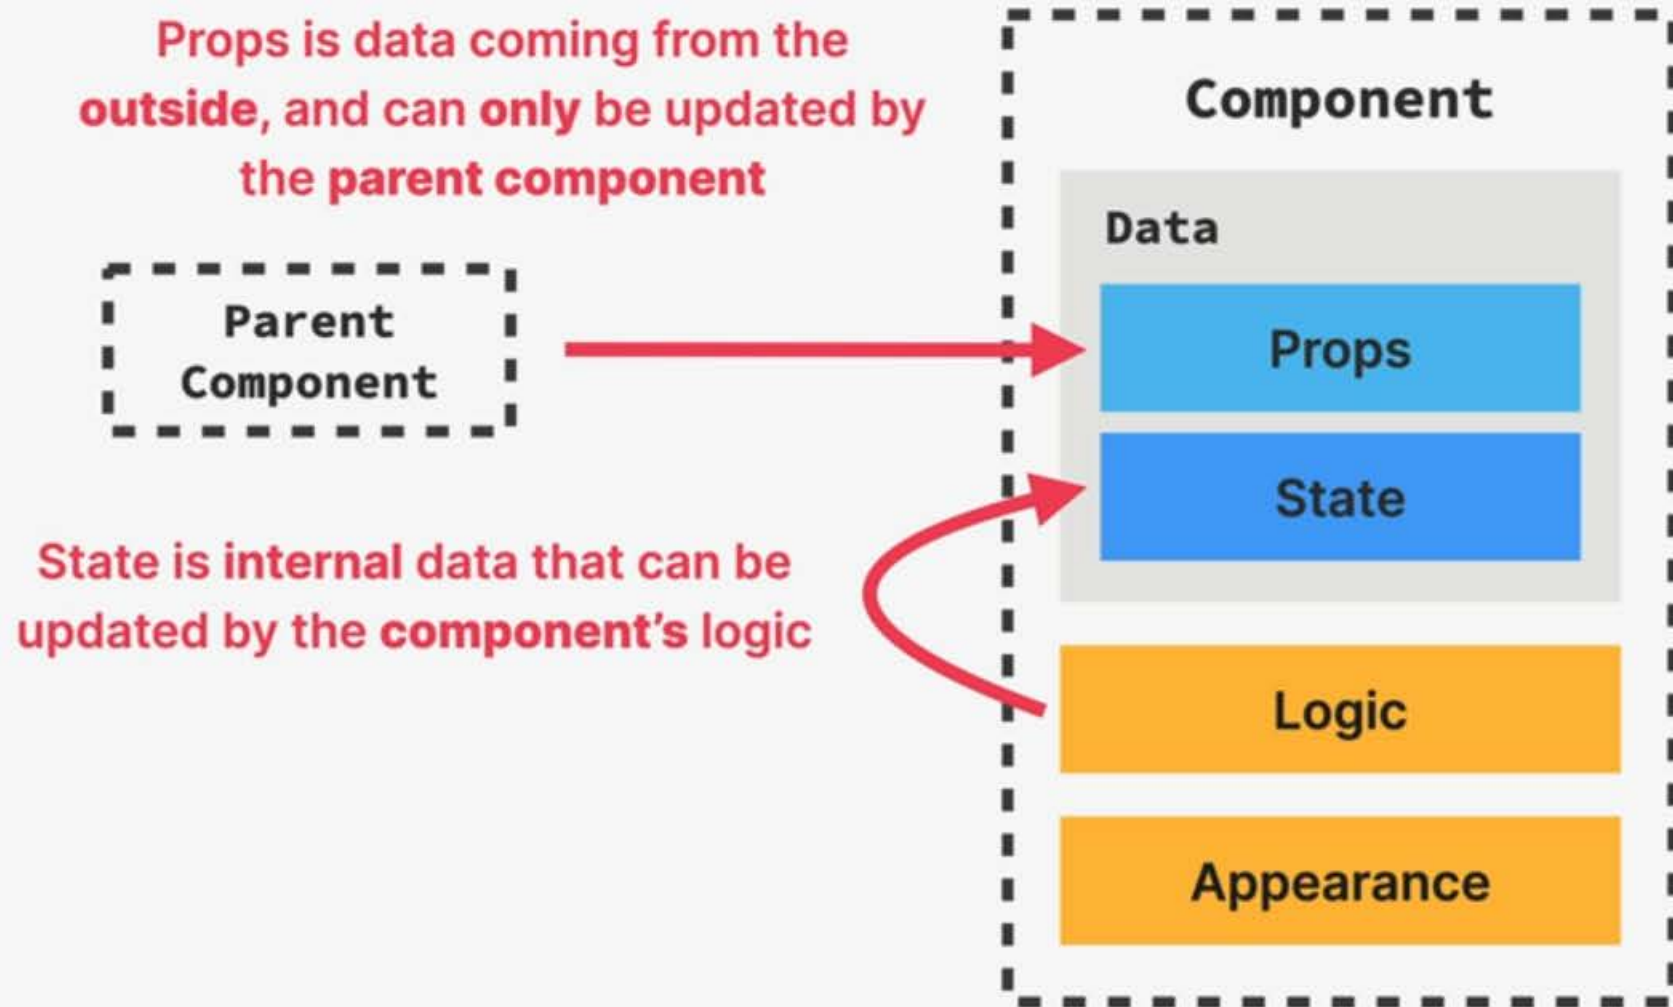 Props is data coming from the
outside, and can only be updated by
the parent component
Parent
Component
State is internal data that can be
updated by the component’s logic
Component
Data
Props
State
Logic
Appearance